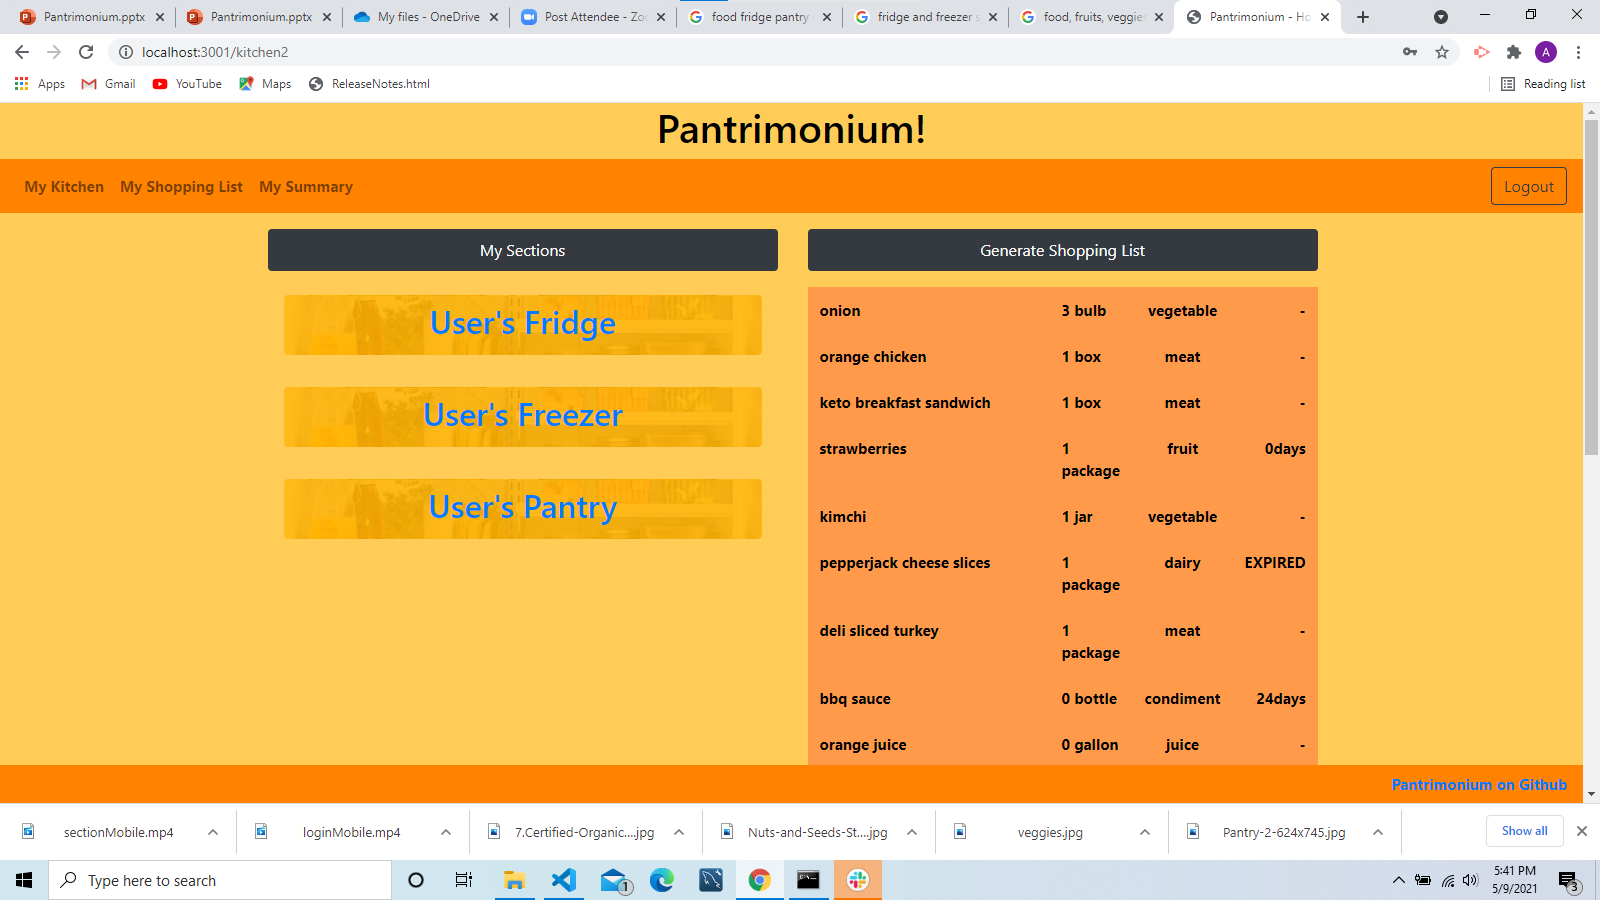 Pantrimonium.pptx
Pantrimonium.pptx
My files - OneDrive
Post Attendee - Zoo
food fridge pantry
fridge and freezer s
food, fruits, veggies
Pantrimonium - Ho
localhost:3001/kitchen2
A
Apps
Gmail
YouTube
Maps
ReleaseNotes.html
Reading list
Pantrimonium!
My Kitchen
My Shopping List
My Summary
Logout
My Sections
Generate Shopping List
User's Fridge
User's Freezer
User's Pantry
onion 3 bulb vegetable -
orange chicken 1 box meat -
keto breakfast sandwich 1 box meat -
strawberries 1 fruit 0days
package
kimchi 1 jar vegetable -
pepperjack cheese slices 1 dairy EXPIRED
package
deli sliced turkey 1 meat -
package
bbq sauce 0 bottle condiment 24days
orange juice 0 gallon juice -
Pantrimonium on Github
sectionMobile.mp4
loginMobile.mp4
7.Certified-Organic....jpg
Nuts-and-Seeds-St....jpg
veggies.jpg
Pantry-2-624x745.jpg
Show all
Type here to search
1
5:41 PM
5/9/2021
3